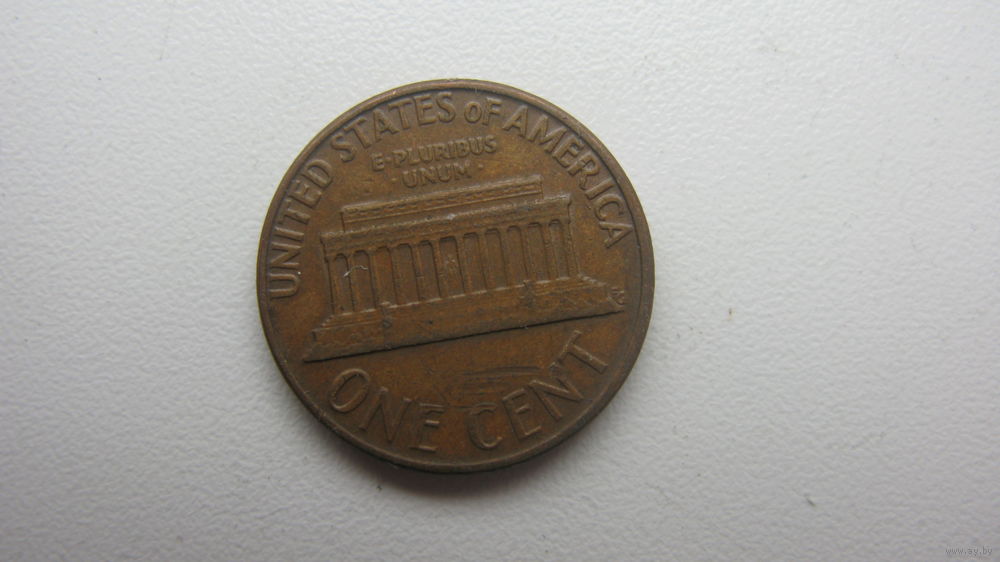 UNITED STATES OF AMERICA
E·PLURIBUS
·UNUM·
ONE CENT
www.ay.by